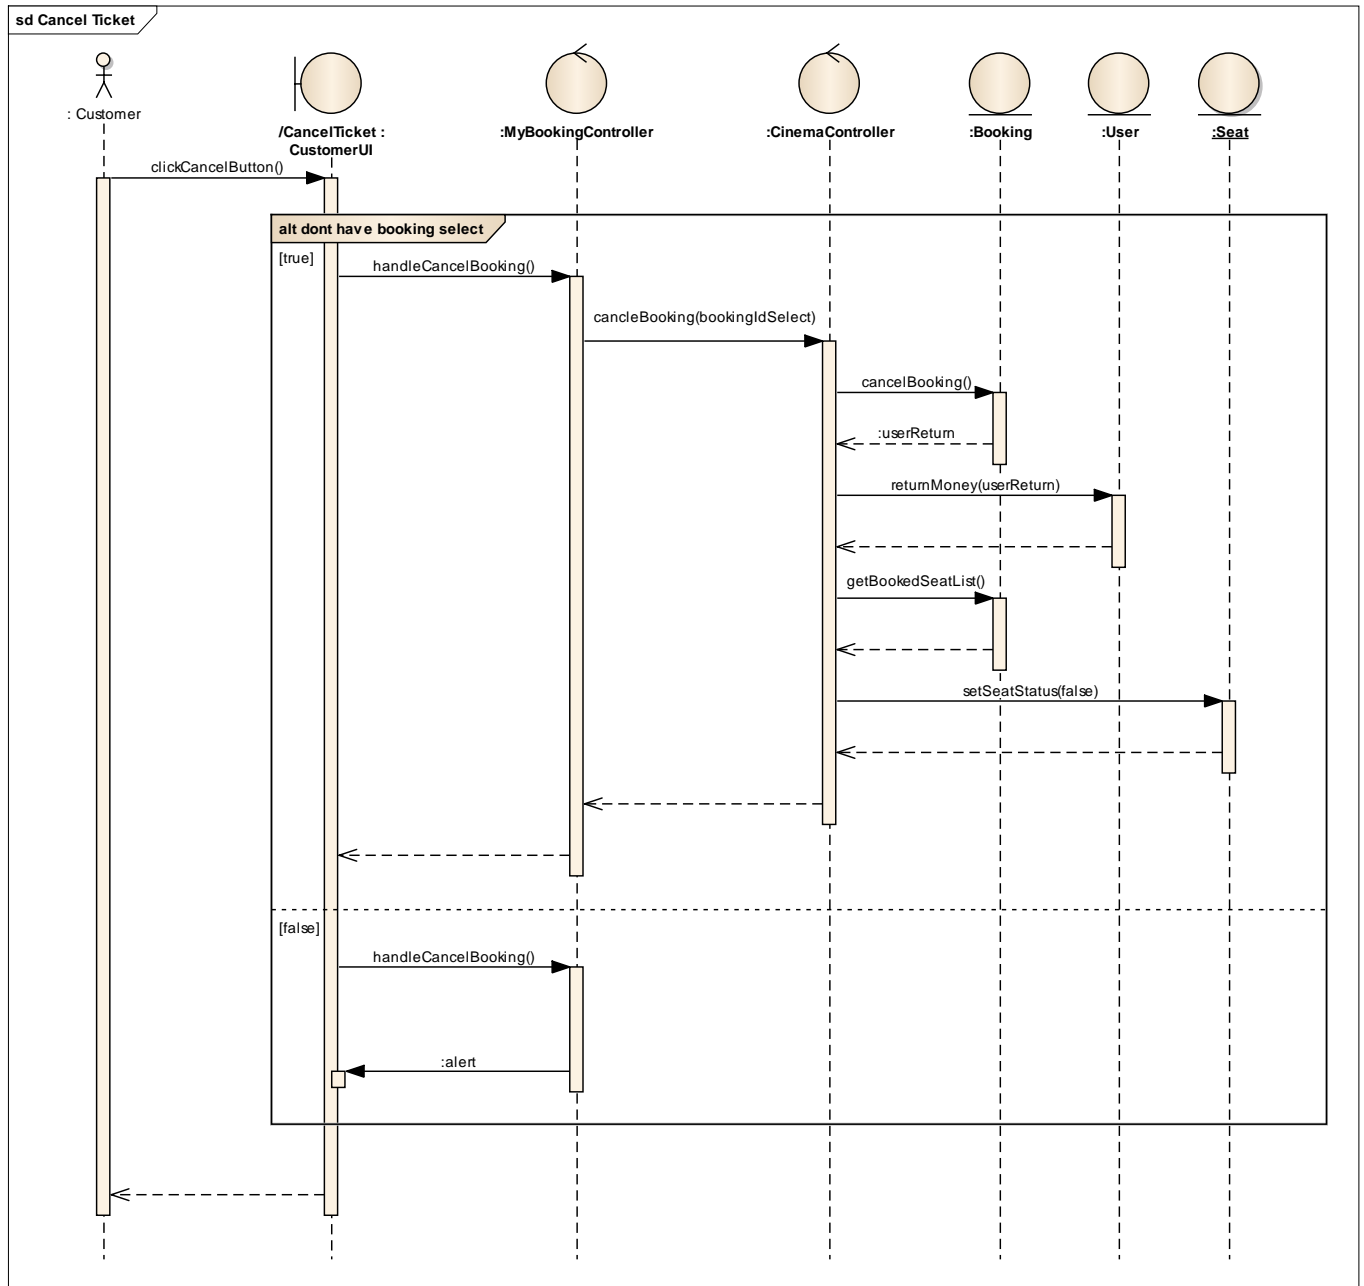 sd Cancel Ticket
: Customer
/CancelTicket :
CustomerUI
:MyBookingController
:CinemaController
:Booking
:User
:Seat
clickCancelButton()
alt dont have booking select
[true]
handleCancelBooking()
cancleBooking(bookingIdSelect)
cancelBooking()
:userReturn
returnMoney(userReturn)
getBookedSeatList()
setSeatStatus(false)
[false]
handleCancelBooking()
:alert